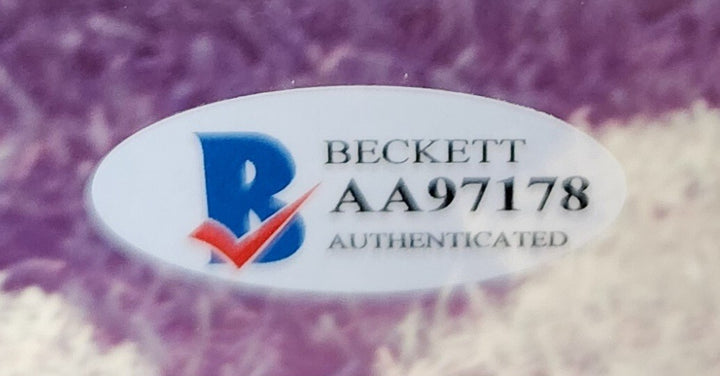 B
BECKETT
AA97178
AUTHENTICATED